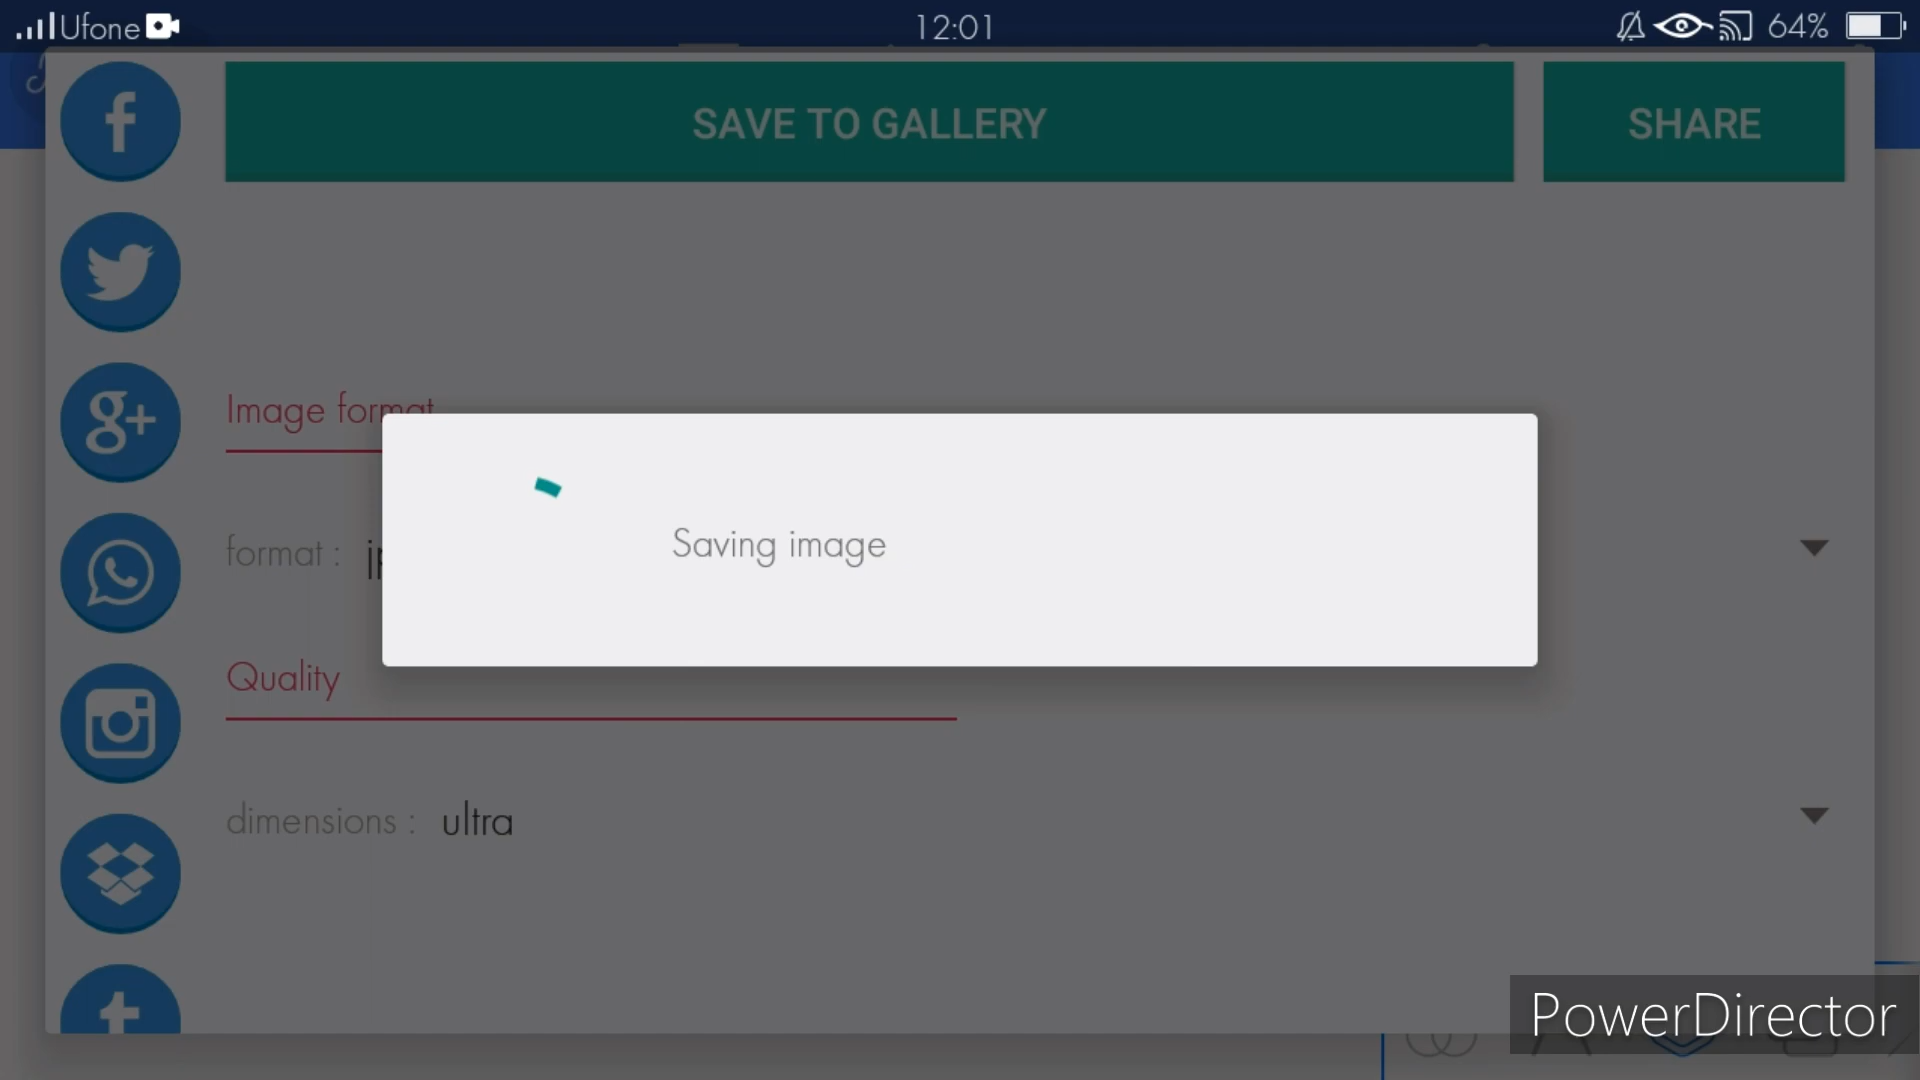 Ufone 12:01 64%
SAVE TO GALLERY SHARE
Image format
Saving image
format :
Quality
dimensions : ultra
PowerDirector